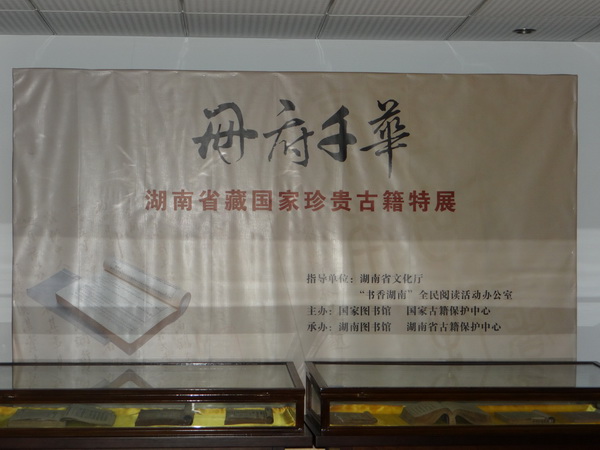 册府千華
湖南省藏国家珍贵古籍特展
指导单位：湖南省文化厅
“书香湖南”全民阅读活动办公室
主办：国家图书馆 国家古籍保护中心
承办：湖南图书馆 湖南省古籍保护中心